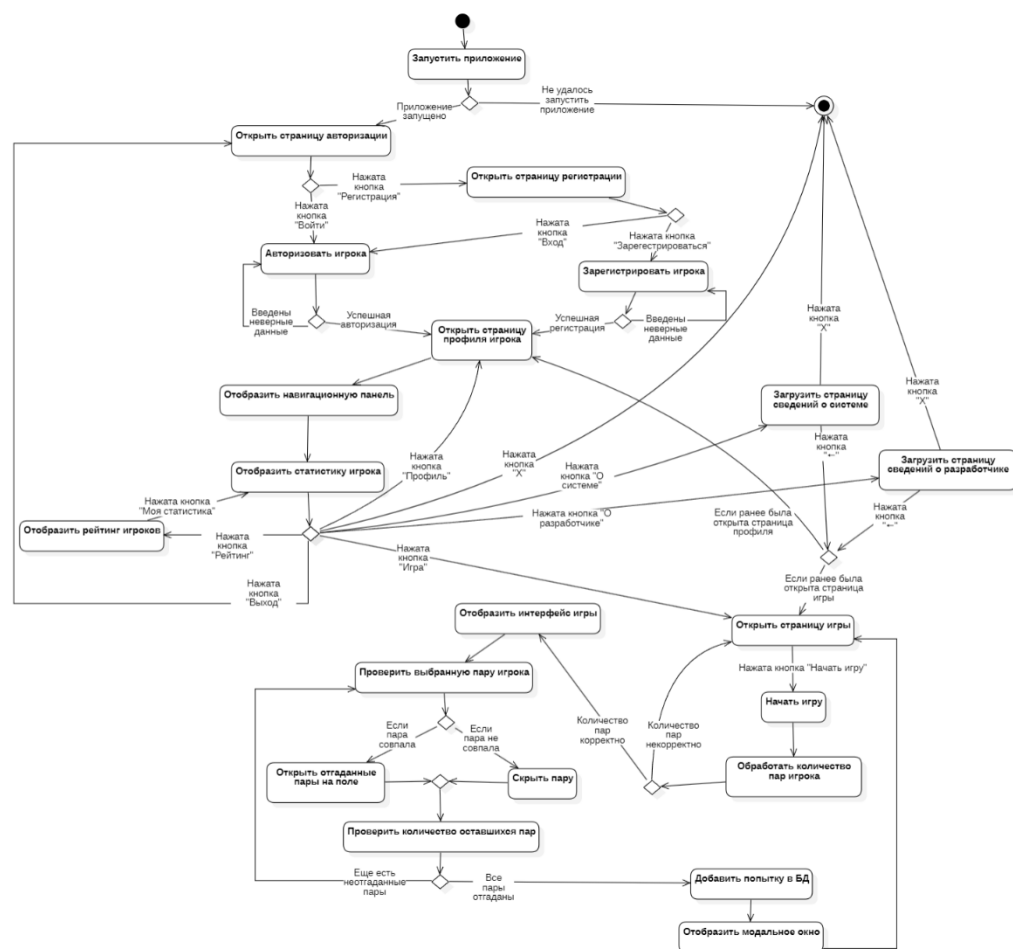 Запустить приложение
Не удалось
запустить
приложение
Приложение
запущено
Открыть страницу авторизации
Нажата
кнопка
"Регистрация"
Открыть страницу регистрации
Нажата
кнопка
"Войти"
Нажата
кнопка
"Вход"
Нажата кнопка
"Зарегестрироваться"
Авторизовать игрока
Зарегистрировать игрока
Введены
неверные
данные
Успешная
авторизация
Успешная
регистрация
Введены
неверные
данные
Открыть страницу
профиля игрока
Нажата
кнопка
"X"
Нажата
кнопка
"X"
Отобразить навигационную панель
Загрузить страницу
сведений о системе
Нажата
кнопка
"←"
Загрузить страницу
сведений о разработчике
Отобразить статистику игрока
Нажата
кнопка
"Профиль"
Нажата
кнопка
"X"
Нажата
кнопка "О
системе"
Нажата кнопка
"Моя статистика"
Отобразить рейтинг игроков
Нажата
кнопка
"Рейтинг"
Нажата кнопка "О
разработчике"
Если ранее была
открыта страница
профиля
Нажата
кнопка
"←"
Нажата
кнопка
"Игра"
Нажата
кнопка
"Выход"
Если ранее была
открыта страница
игры
Отобразить интерфейс игры
Открыть страницу игры
Проверить выбранную пару игрока
Нажата кнопка "Начать игру"
Начать игру
Если
пара
совпала
Если
пара не
совпала
Количество
пар
корректно
Количество
пар
некорректно
Открыть отгаданные
пары на поле
Скрыть пару
Обработать количество
пар игрока
Проверить количество оставшихся пар
Еще есть
неотгаданные
пары
Все
пары
отгаданы
Добавить попытку в БД
Отобразить модальное окно